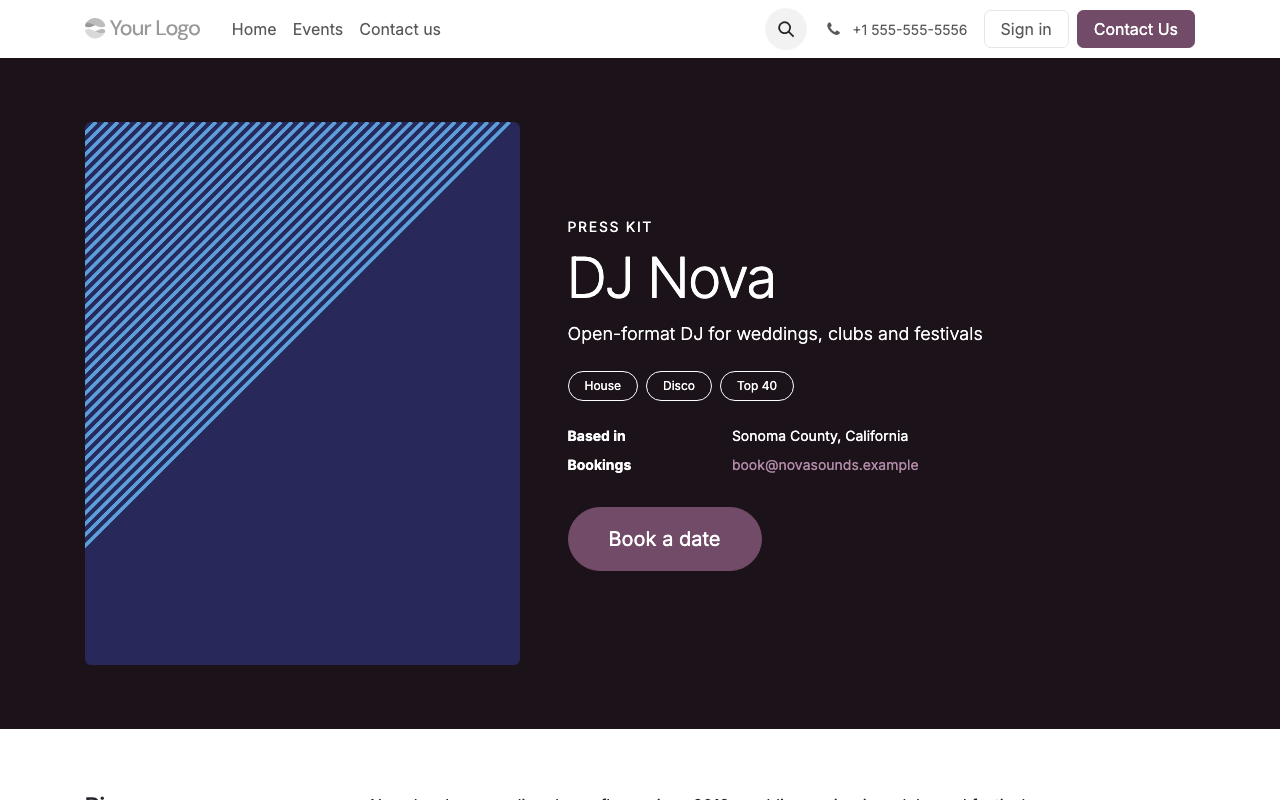 Your Logo
Home
Events
Contact us
+1 555-555-5556
Sign in
Contact Us
PRESS KIT
DJ Nova
Open-format DJ for weddings, clubs and festivals
House
Disco
Top 40
Based in
Sonoma County, California
Bookings
book@novasounds.example
Book a date